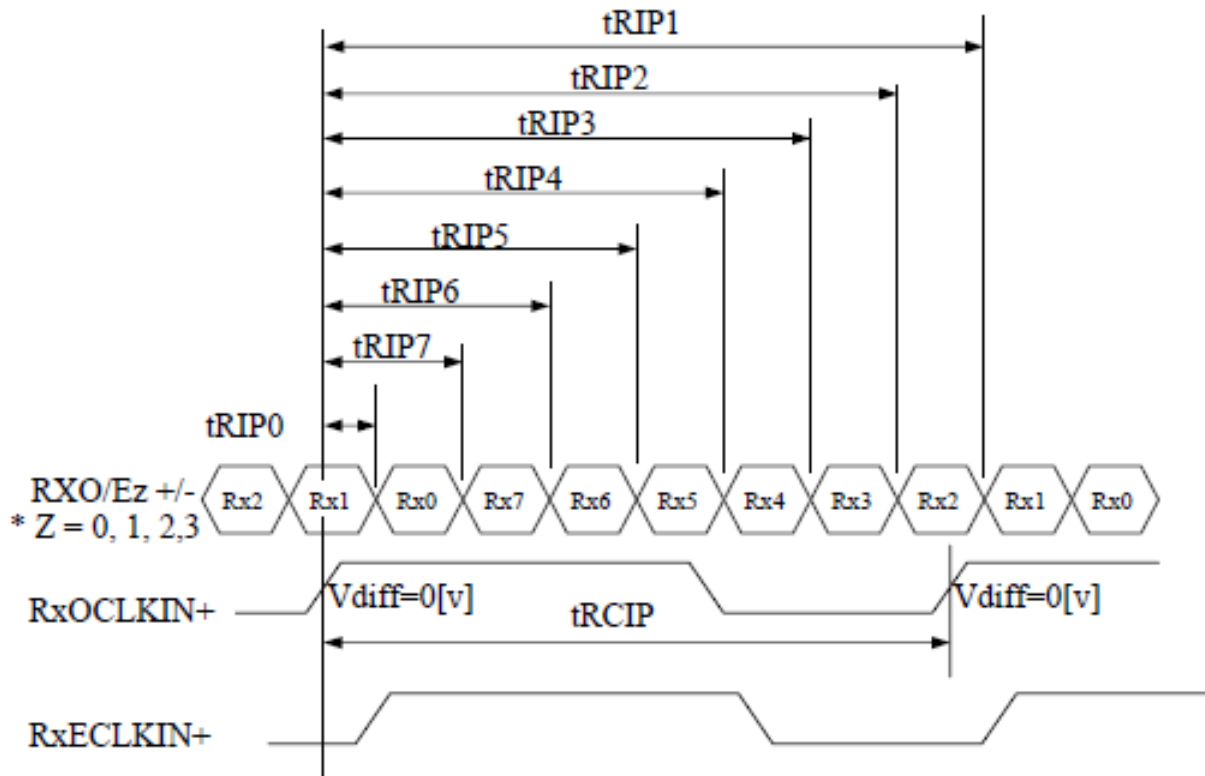 tRIP1
tRIP2
tRIP3
tRIP4
tRIP5
tRIP6
tRIP7
tRIP0
RXO/Ez +/-
* Z = 0, 1, 2,3
Rx2 Rx1 Rx0 Rx7 Rx6 Rx5 Rx4 Rx3 Rx2 Rx1 Rx0
RxOCLKIN+ Vdiff=0[v] Vdiff=0[v]
tRCIP
RxECLKIN+